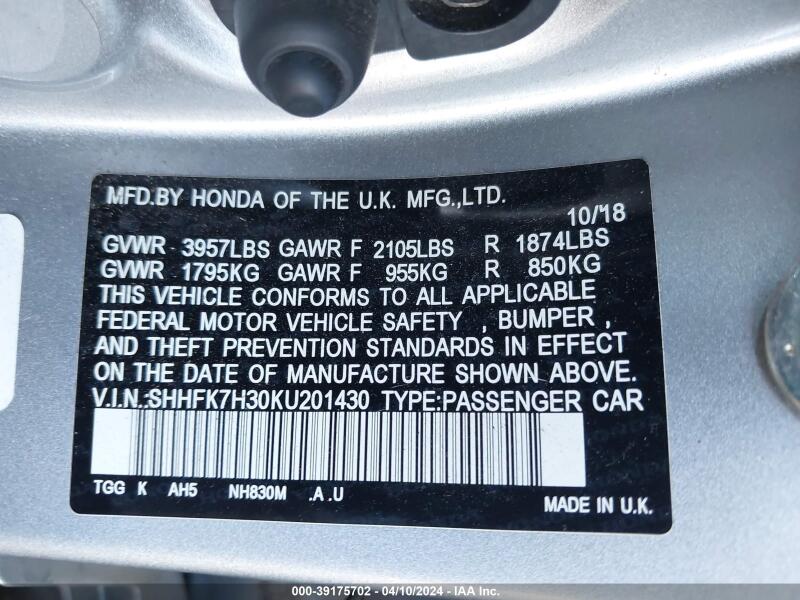 MFD.BY HONDA OF THE U.K. MFG.,LTD.
10/'18
GVWR 3957LBS GAWR F 2105LBS R 1874LBS
GVWR 1795KG GAWR F 955KG R 850KG
THIS VEHICLE CONFORMS TO ALL APPLICABLE
FEDERAL MOTOR VEHICLE SAFETY , BUMPER ,
AND THEFT PREVENTION STANDARDS IN EFFECT
ON THE DATE OF MANUFACTURE SHOWN ABOVE.
V.I.N.:SHHFK7H30KU201430 TYPE:PASSENGER CAR
TGG K AH5 NH830M .A .U
MADE IN U.K.
000-39175702 - 04/10/2024 - IAA Inc.